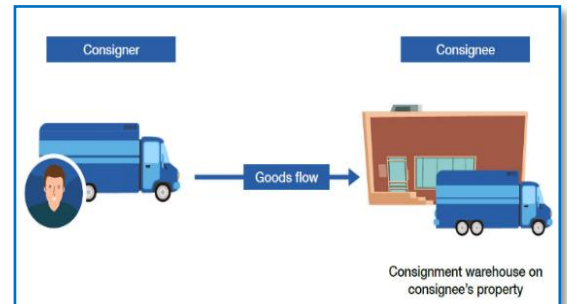 Consigner
Consignee
Goods flow
Consignment warehouse on
consignee's property